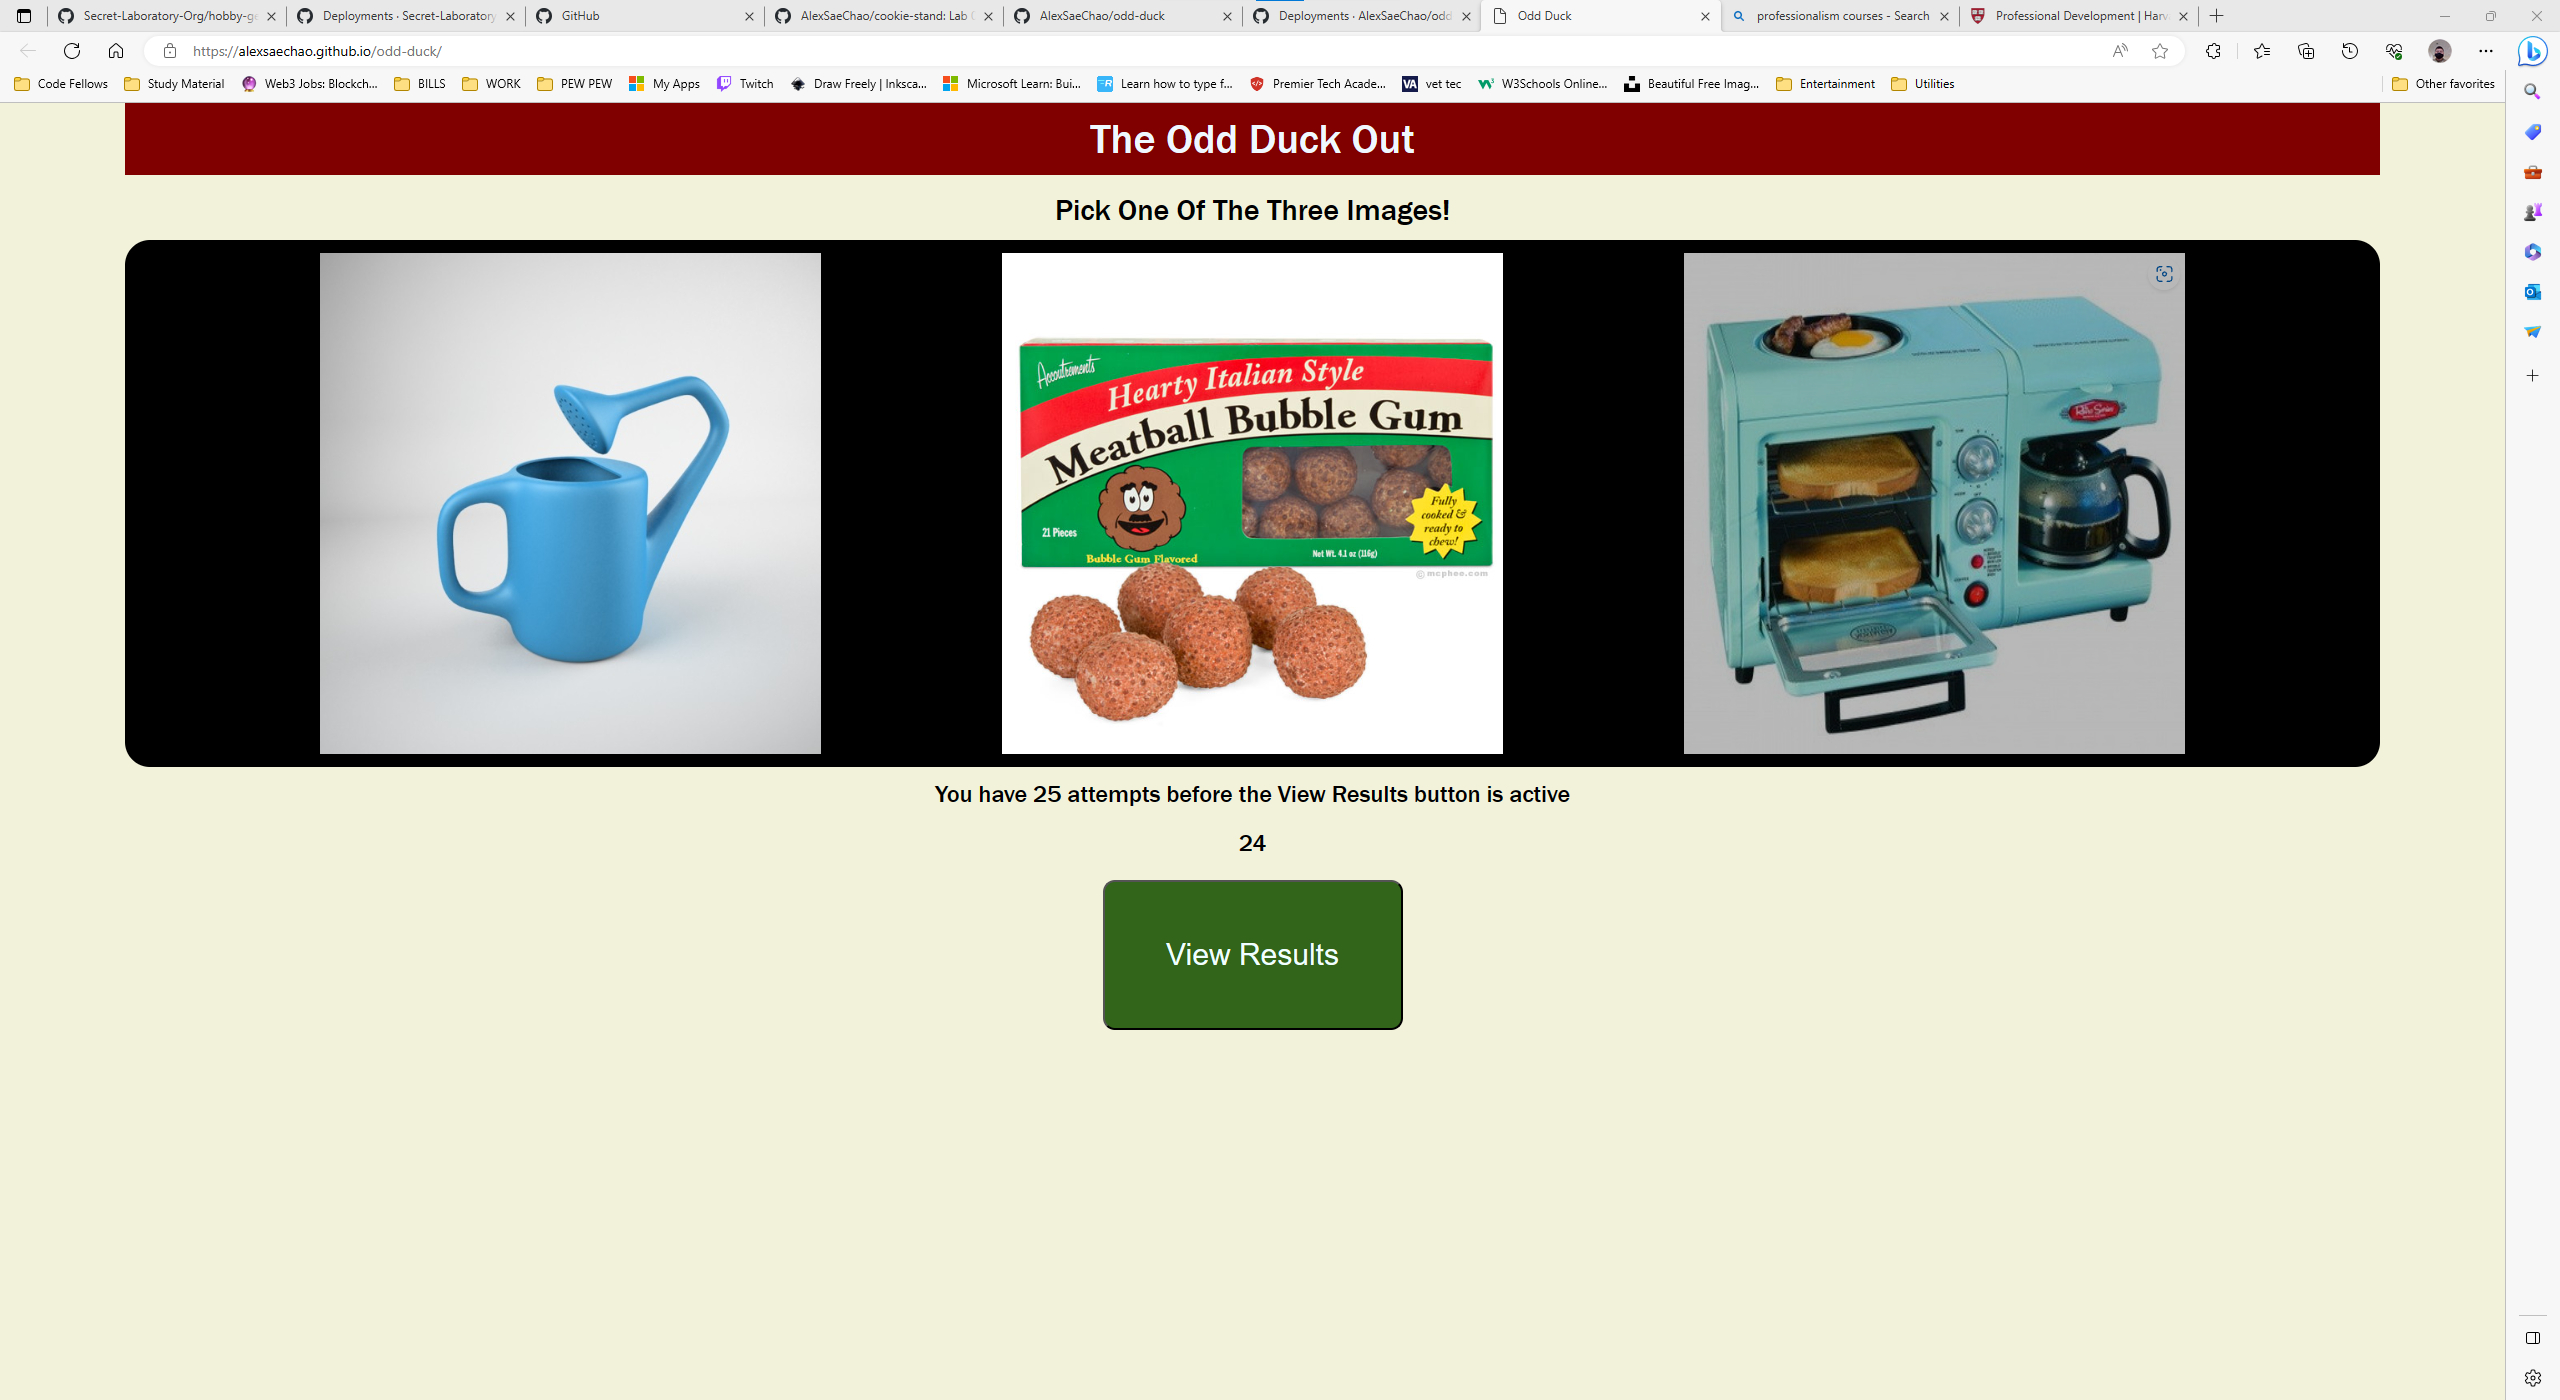 Secret-Laboratory-Org/hobby-ge
Deployments · Secret-Laboratory
GitHub
AlexSaeChao/cookie-stand: Lab
AlexSaeChao/odd-duck
Deployments · AlexSaeChao/odd
Odd Duck
professionalism courses - Search
Professional Development | Harv
https://alexsaechao.github.io/odd-duck/
Code Fellows
Study Material
Web3 Jobs: Blockch...
BILLS
WORK
PEW PEW
My Apps
Twitch
Draw Freely | Inksca...
Microsoft Learn: Bui...
Learn how to type f...
Premier Tech Acade...
VA
vet tec
W3Schools Online...
Beautiful Free Imag...
Entertainment
Utilities
Other favorites
The Odd Duck Out
Pick One Of The Three Images!
Accoutrements
Hearty Italian Style
Meatball Bubble Gum
21 Pieces
Bubble Gum Flavored
Fully
cooked &
ready to
chew!
Net Wt. 4.1 oz (116g)
© mcphee.com
Retro Series
You have 25 attempts before the View Results button is active
24
View Results